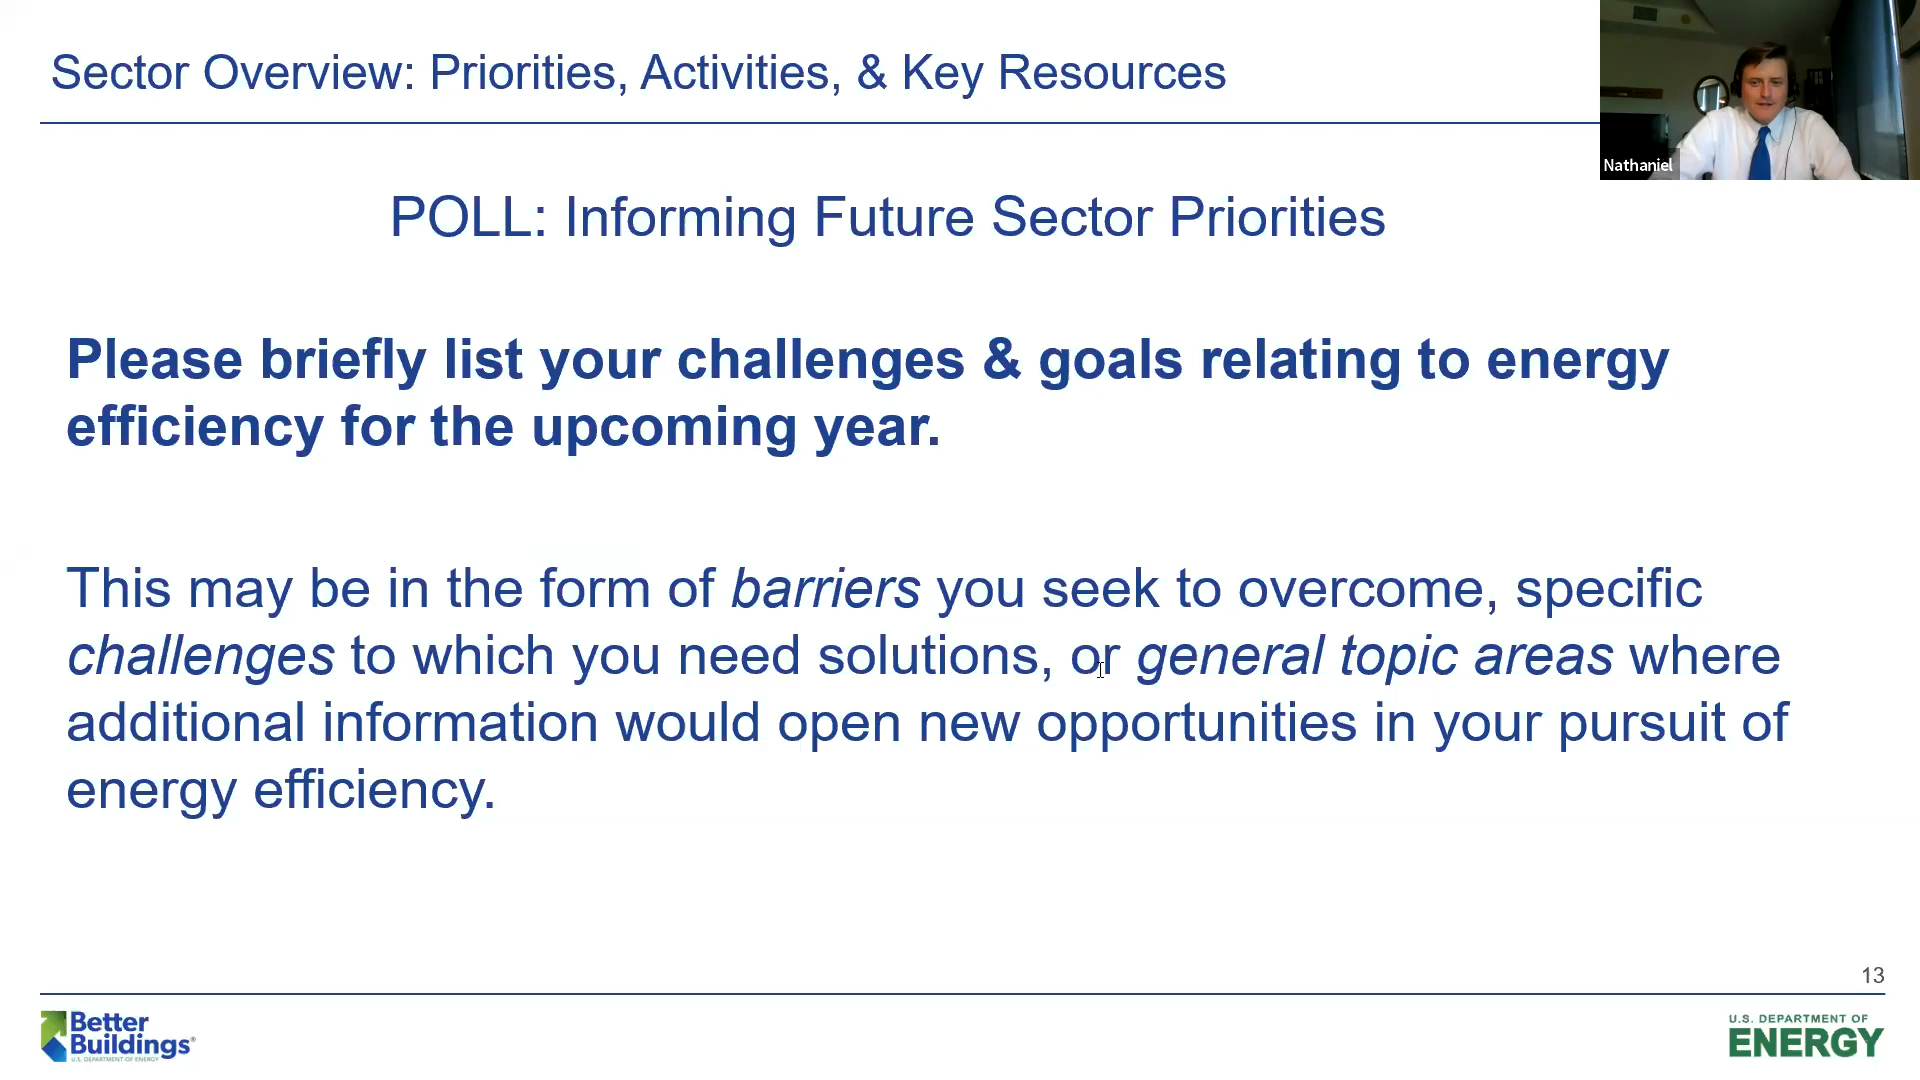 Sector Overview: Priorities, Activities, & Key Resources
Nathaniel
POLL: Informing Future Sector Priorities
Please briefly list your challenges & goals relating to energy
efficiency for the upcoming year.
This may be in the form of barriers you seek to overcome, specific
challenges to which you need solutions, or general topic areas where
additional information would open new opportunities in your pursuit of
energy efficiency.
13
Better
Buildings®
U.S. DEPARTMENT OF ENERGY
U.S. DEPARTMENT OF
ENERGY